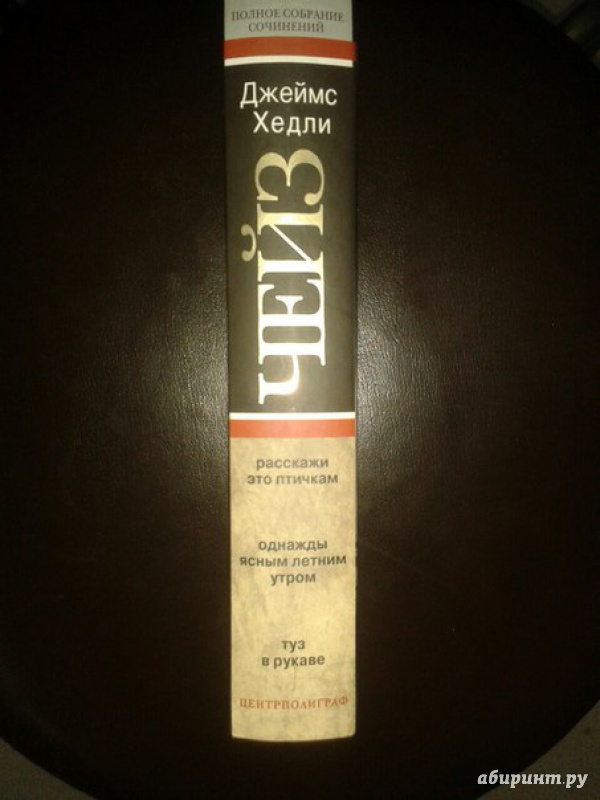 ПОЛНОЕ СОБРАНИЕ
СОЧИНЕНИЙ
Джеймс
Хедли
ЧЕЙЗ
расскажи
это птичкам
однажды
ясным летним
утром
туз
в рукаве
ЦЕНТРПОЛИГРАФ
абиринт.ру